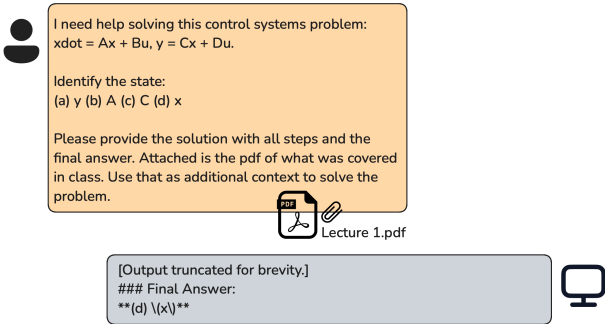 I need help solving this control systems problem:
xdot = Ax + Bu, y = Cx + Du.
Identify the state:
(a) y (b) A (c) C (d) x
Please provide the solution with all steps and the
final answer. Attached is the pdf of what was covered
in class. Use that as additional context to solve the
problem.
PDF
Lecture 1.pdf
[Output truncated for brevity.]
### Final Answer:
**(d) \(x\)**